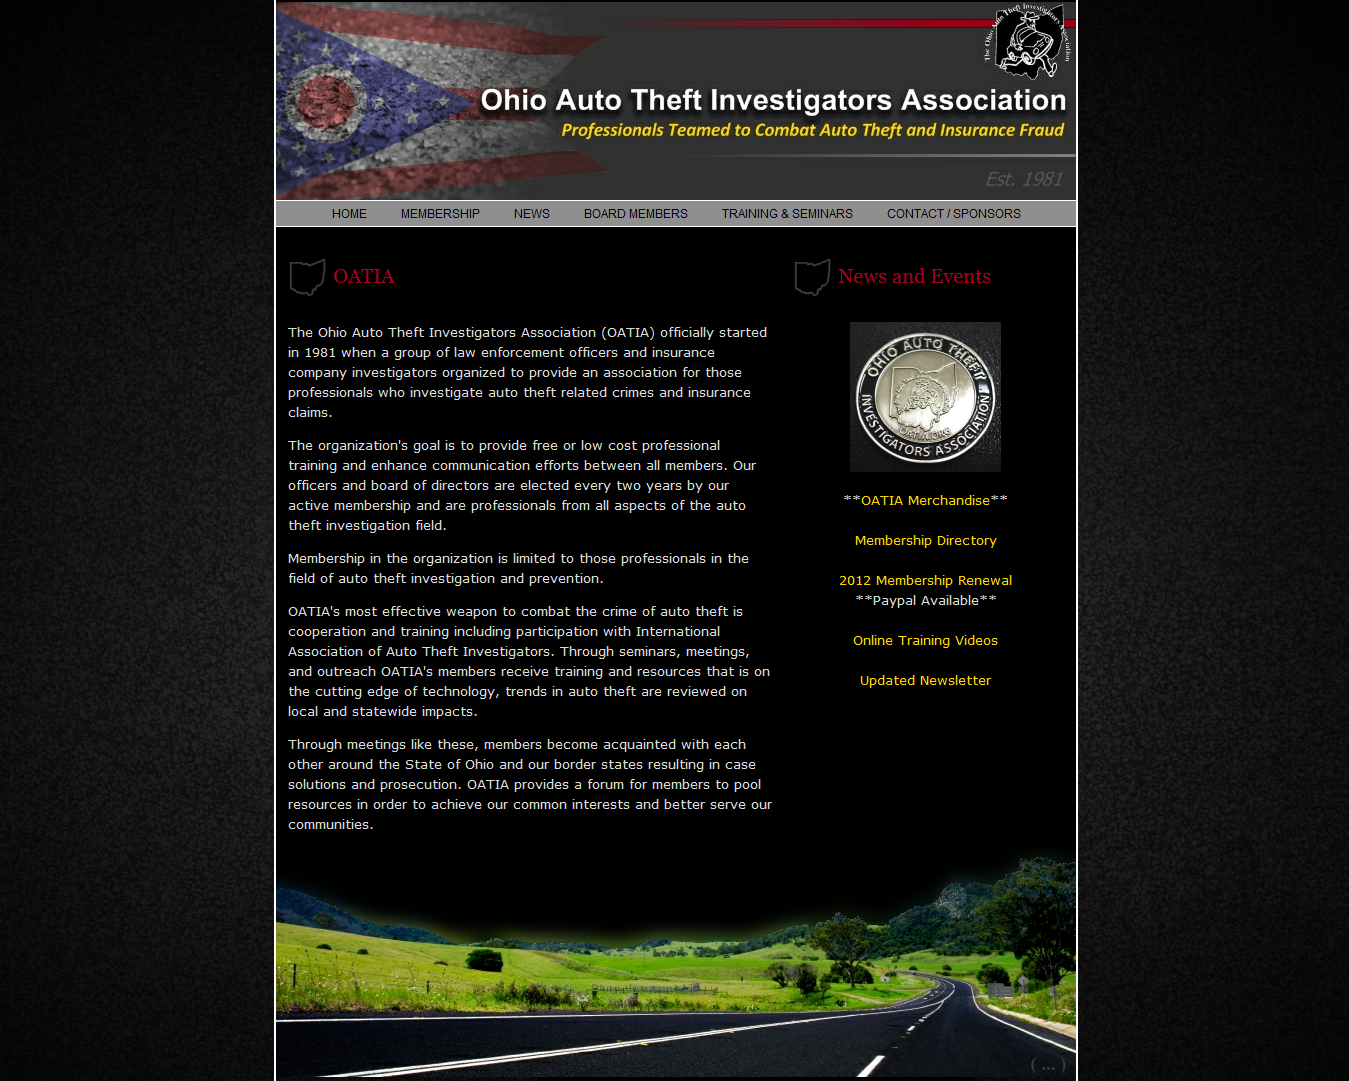 The Ohio Auto Theft Investigators Association
Ohio Auto Theft Investigators Association
Professionals Teamed to Combat Auto Theft and Insurance Fraud
Est. 1981
HOME MEMBERSHIP NEWS BOARD MEMBERS TRAINING & SEMINARS CONTACT / SPONSORS
OATIA
The Ohio Auto Theft Investigators Association (OATIA) officially started
in 1981 when a group of law enforcement officers and insurance
company investigators organized to provide an association for those
professionals who investigate auto theft related crimes and insurance
claims.
The organization's goal is to provide free or low cost professional
training and enhance communication efforts between all members. Our
officers and board of directors are elected every two years by our
active membership and are professionals from all aspects of the auto
theft investigation field.
Membership in the organization is limited to those professionals in the
field of auto theft investigation and prevention.
OATIA's most effective weapon to combat the crime of auto theft is
cooperation and training including participation with International
Association of Auto Theft Investigators. Through seminars, meetings,
and outreach OATIA's members receive training and resources that is on
the cutting edge of technology, trends in auto theft are reviewed on
local and statewide impacts.
Through meetings like these, members become acquainted with each
other around the State of Ohio and our border states resulting in case
solutions and prosecution. OATIA provides a forum for members to pool
resources in order to achieve our common interests and better serve our
communities.
News and Events
OHIO AUTO THEFT
INVESTIGATORS ASSOCIATION
OATIA.ORG
**OATIA Merchandise**
Membership Directory
2012 Membership Renewal
**Paypal Available**
Online Training Videos
Updated Newsletter
( ... )